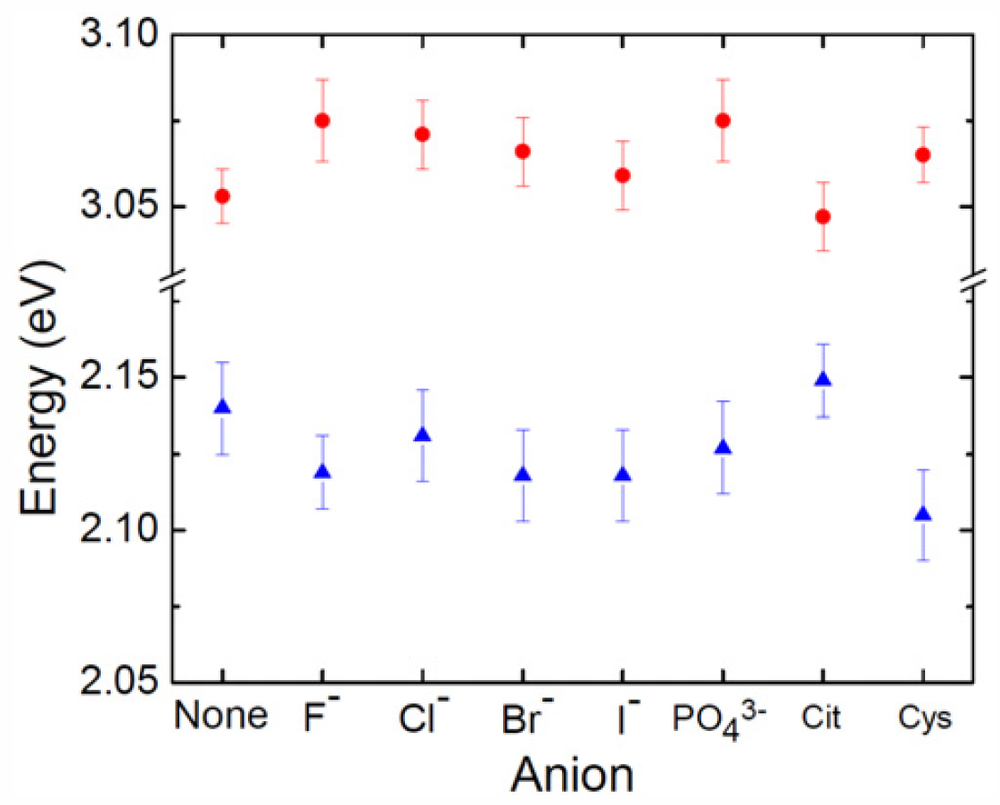 3.10
3.05
2.15
2.10
2.05
Energy (eV)
None F⁻ Cl⁻ Br⁻ I⁻ PO₄³⁻ Cit Cys
Anion